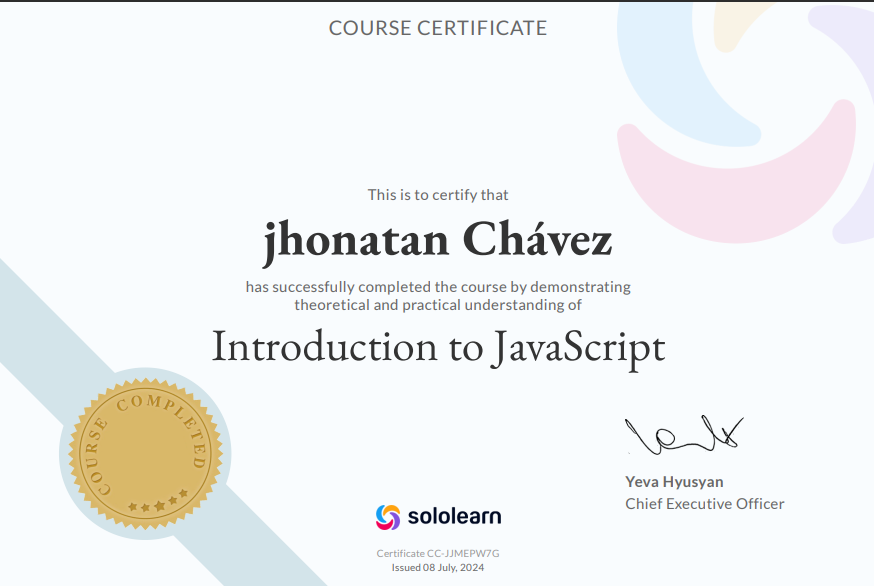 COURSE CERTIFICATE
This is to certify that
jhonatan Chávez
has successfully completed the course by demonstrating
theoretical and practical understanding of
Introduction to JavaScript
COURSE COMPLETED
Yeva Hyusyan
Chief Executive Officer
sololearn
Certificate CC-JJMEPW7G
Issued 08 July, 2024